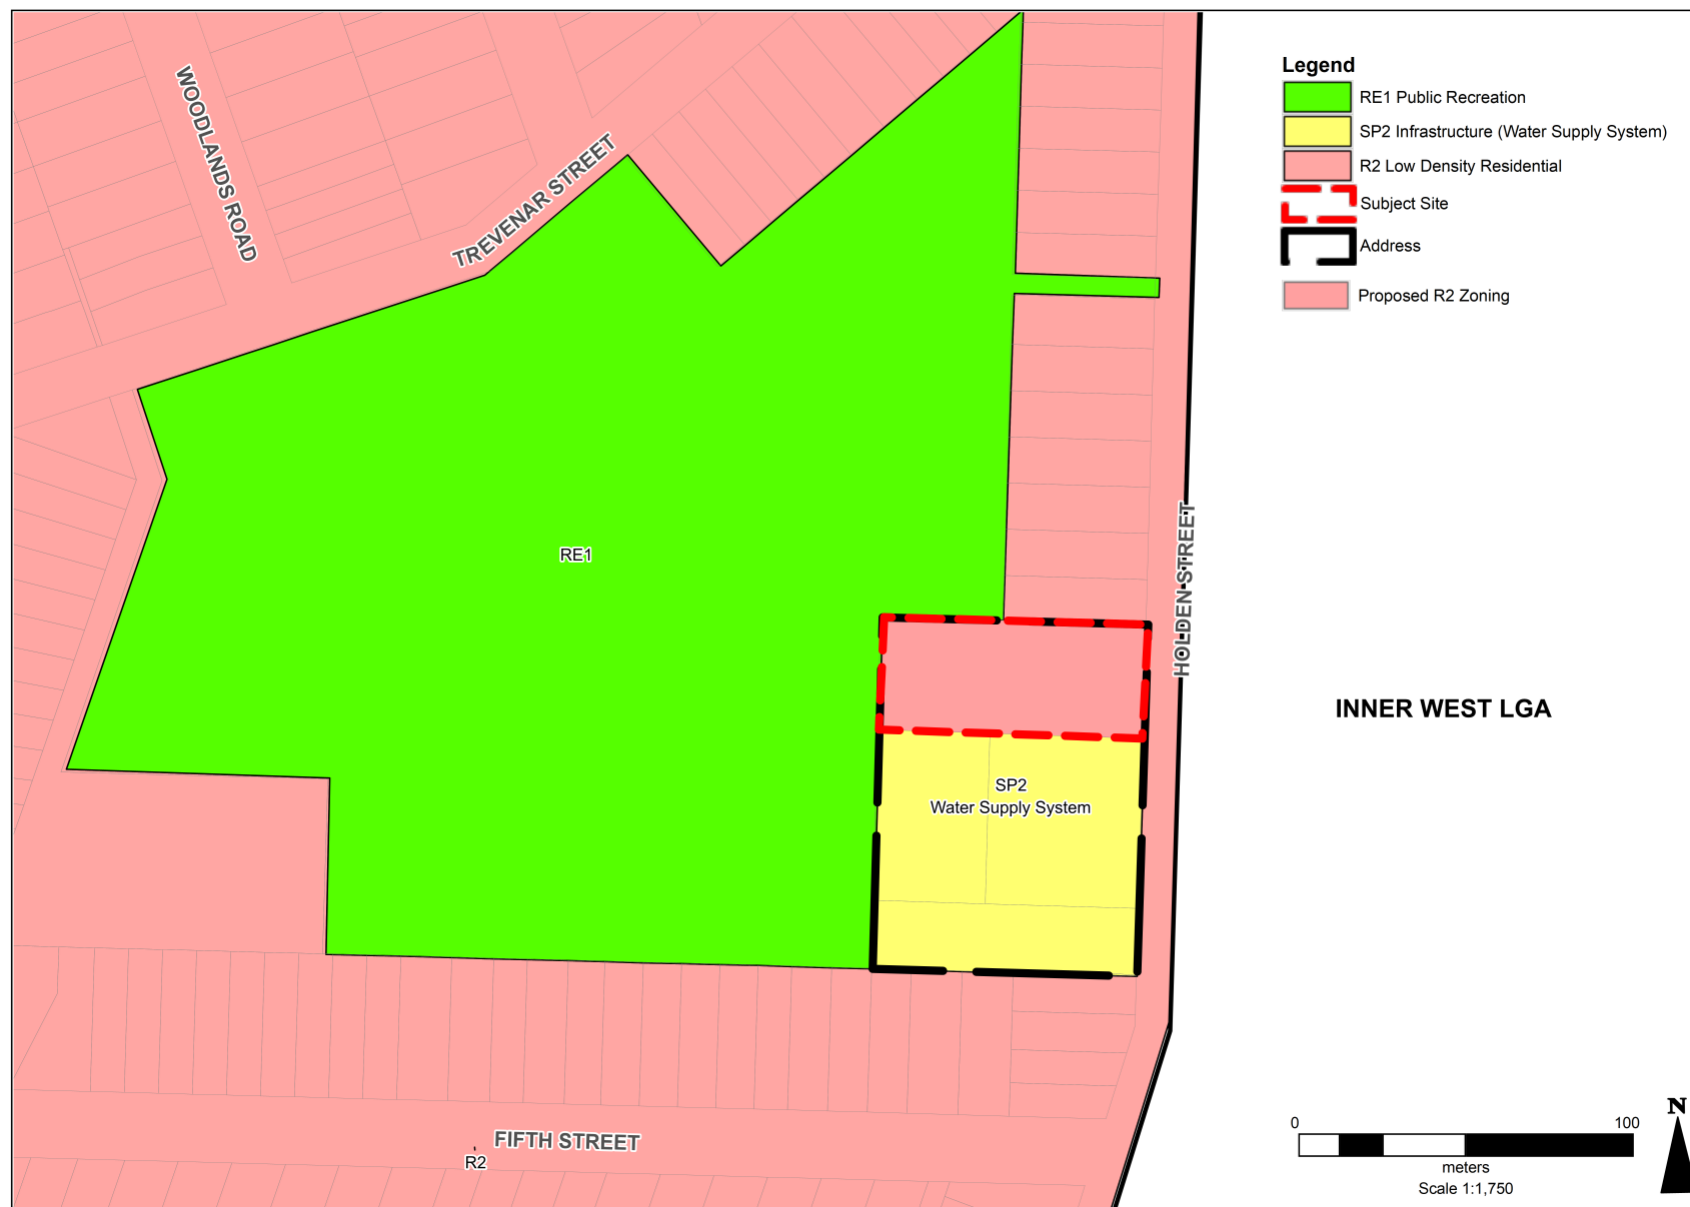 WOODLANDS ROAD
TREVENAR STREET
RE1
HOLDEN STREET
SP2
Water Supply System
FIFTH STREET
R2
Legend
RE1 Public Recreation
SP2 Infrastructure (Water Supply System)
R2 Low Density Residential
Subject Site
Address
Proposed R2 Zoning
INNER WEST LGA
0 100
meters
Scale 1:1,750
N